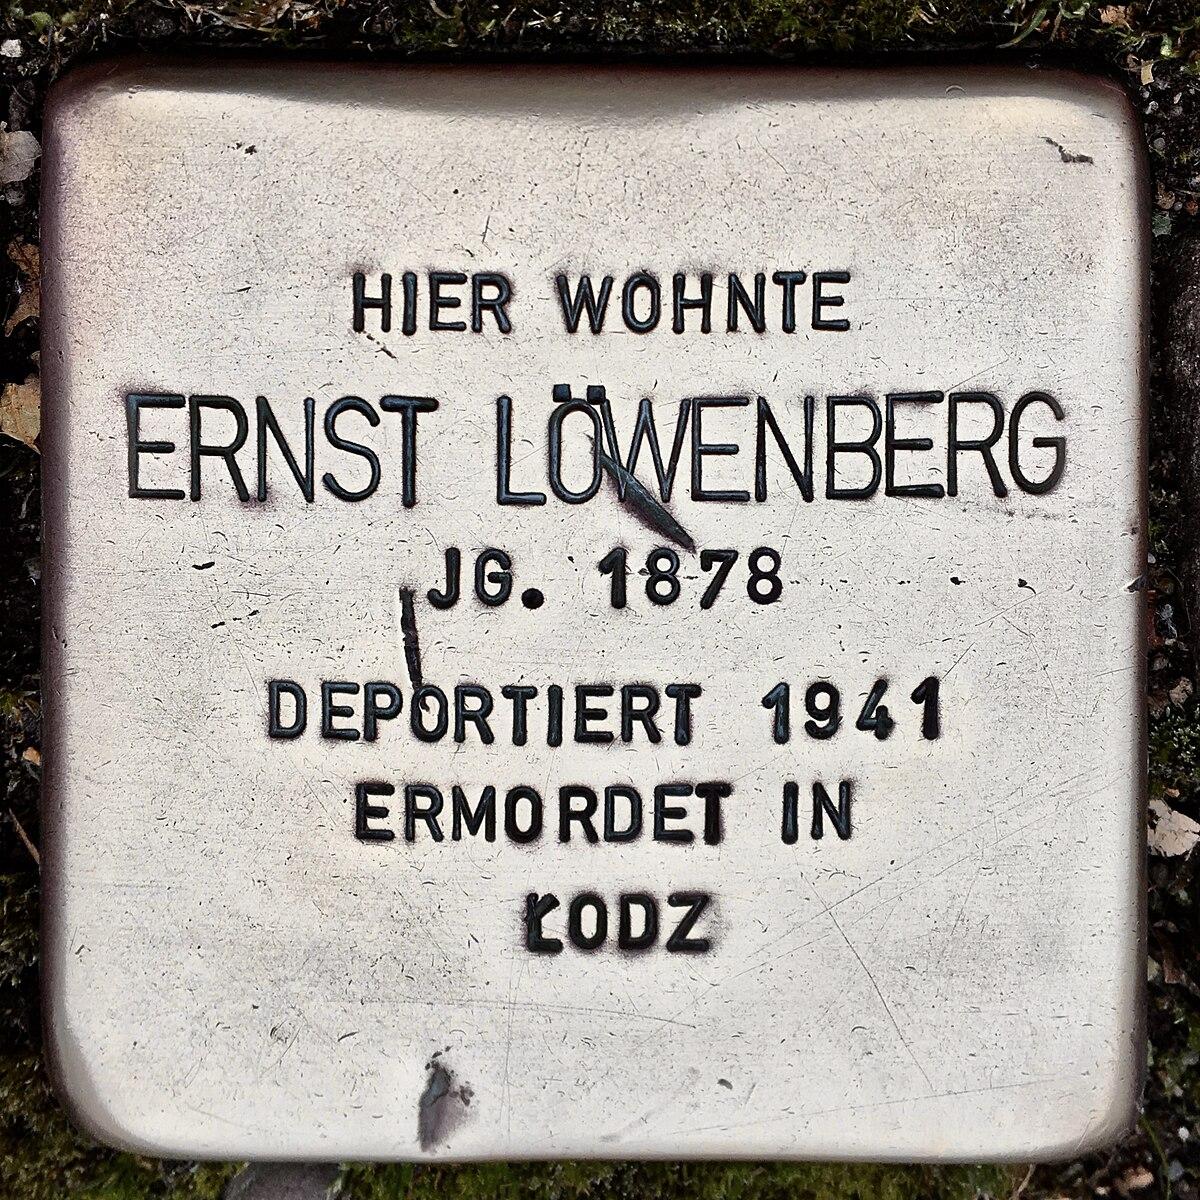 HIER WOHNTE
ERNST LÖWENBERG
JG. 1878
DEPORTIERT 1941
ERMORDET IN
ŁODZ